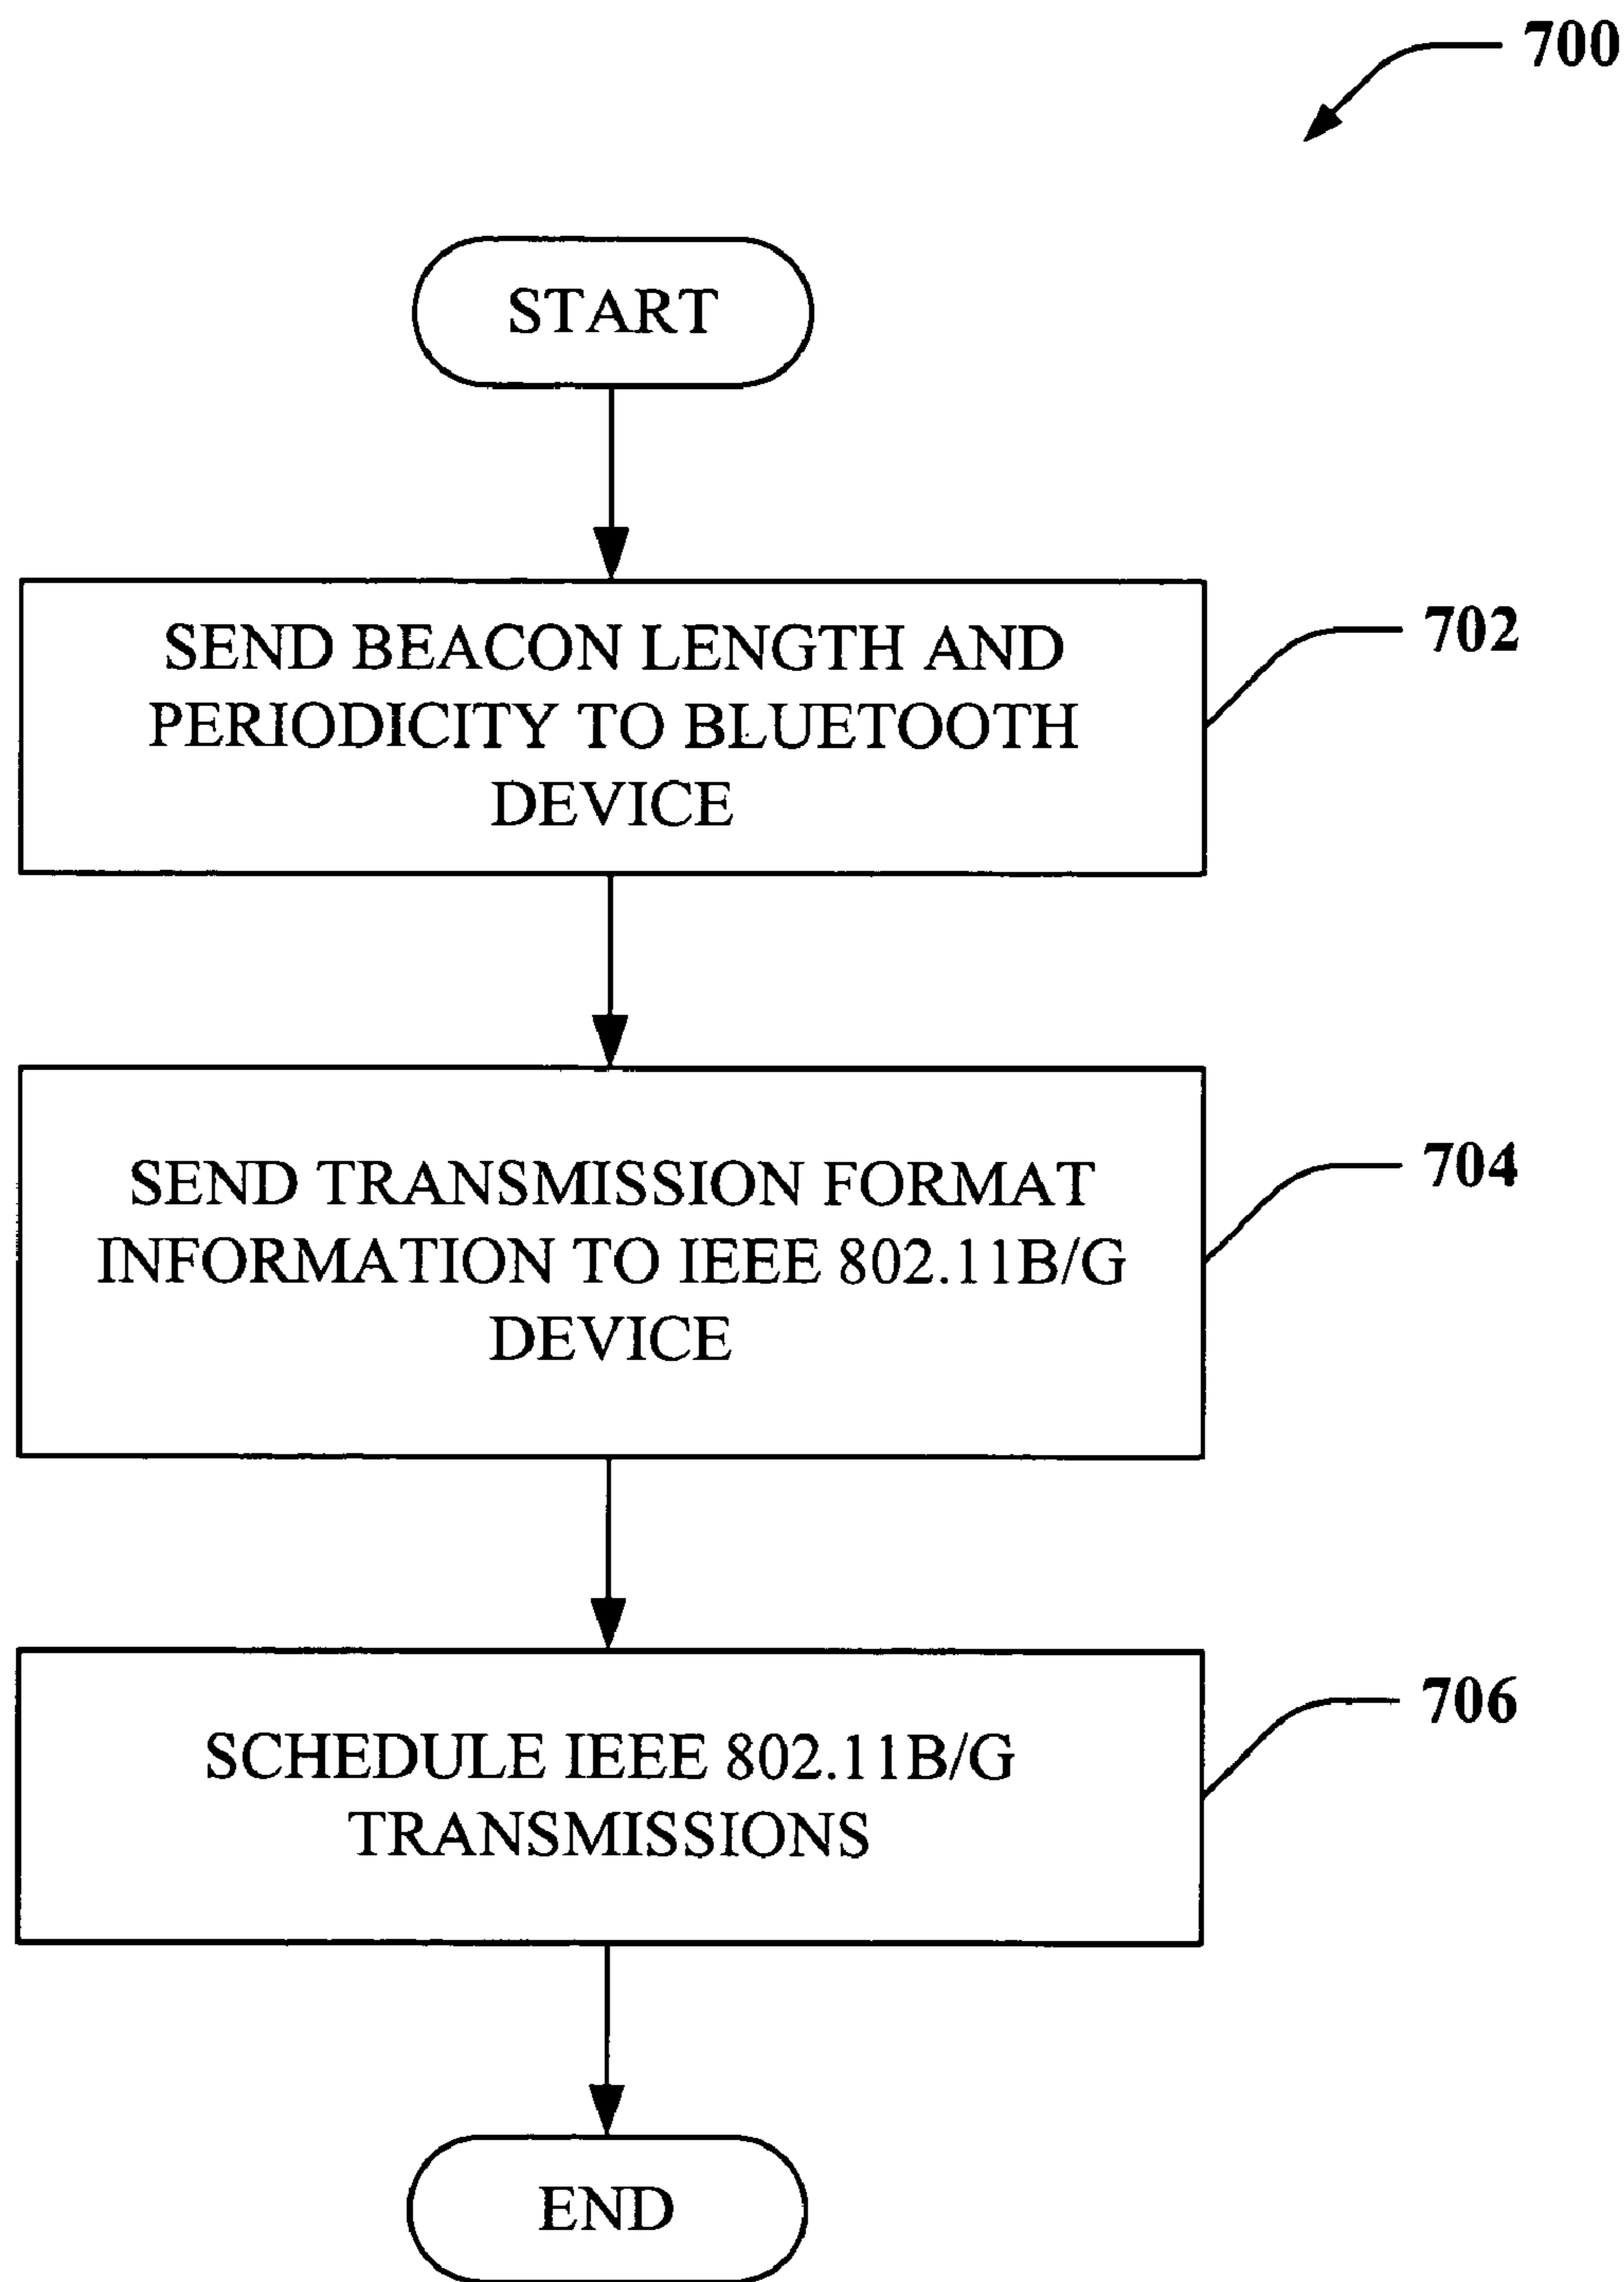 700
START
SEND BEACON LENGTH AND
PERIODICITY TO BLUETOOTH
DEVICE
702
SEND TRANSMISSION FORMAT
INFORMATION TO IEEE 802.11B/G
DEVICE
704
SCHEDULE IEEE 802.11B/G
TRANSMISSIONS
706
END